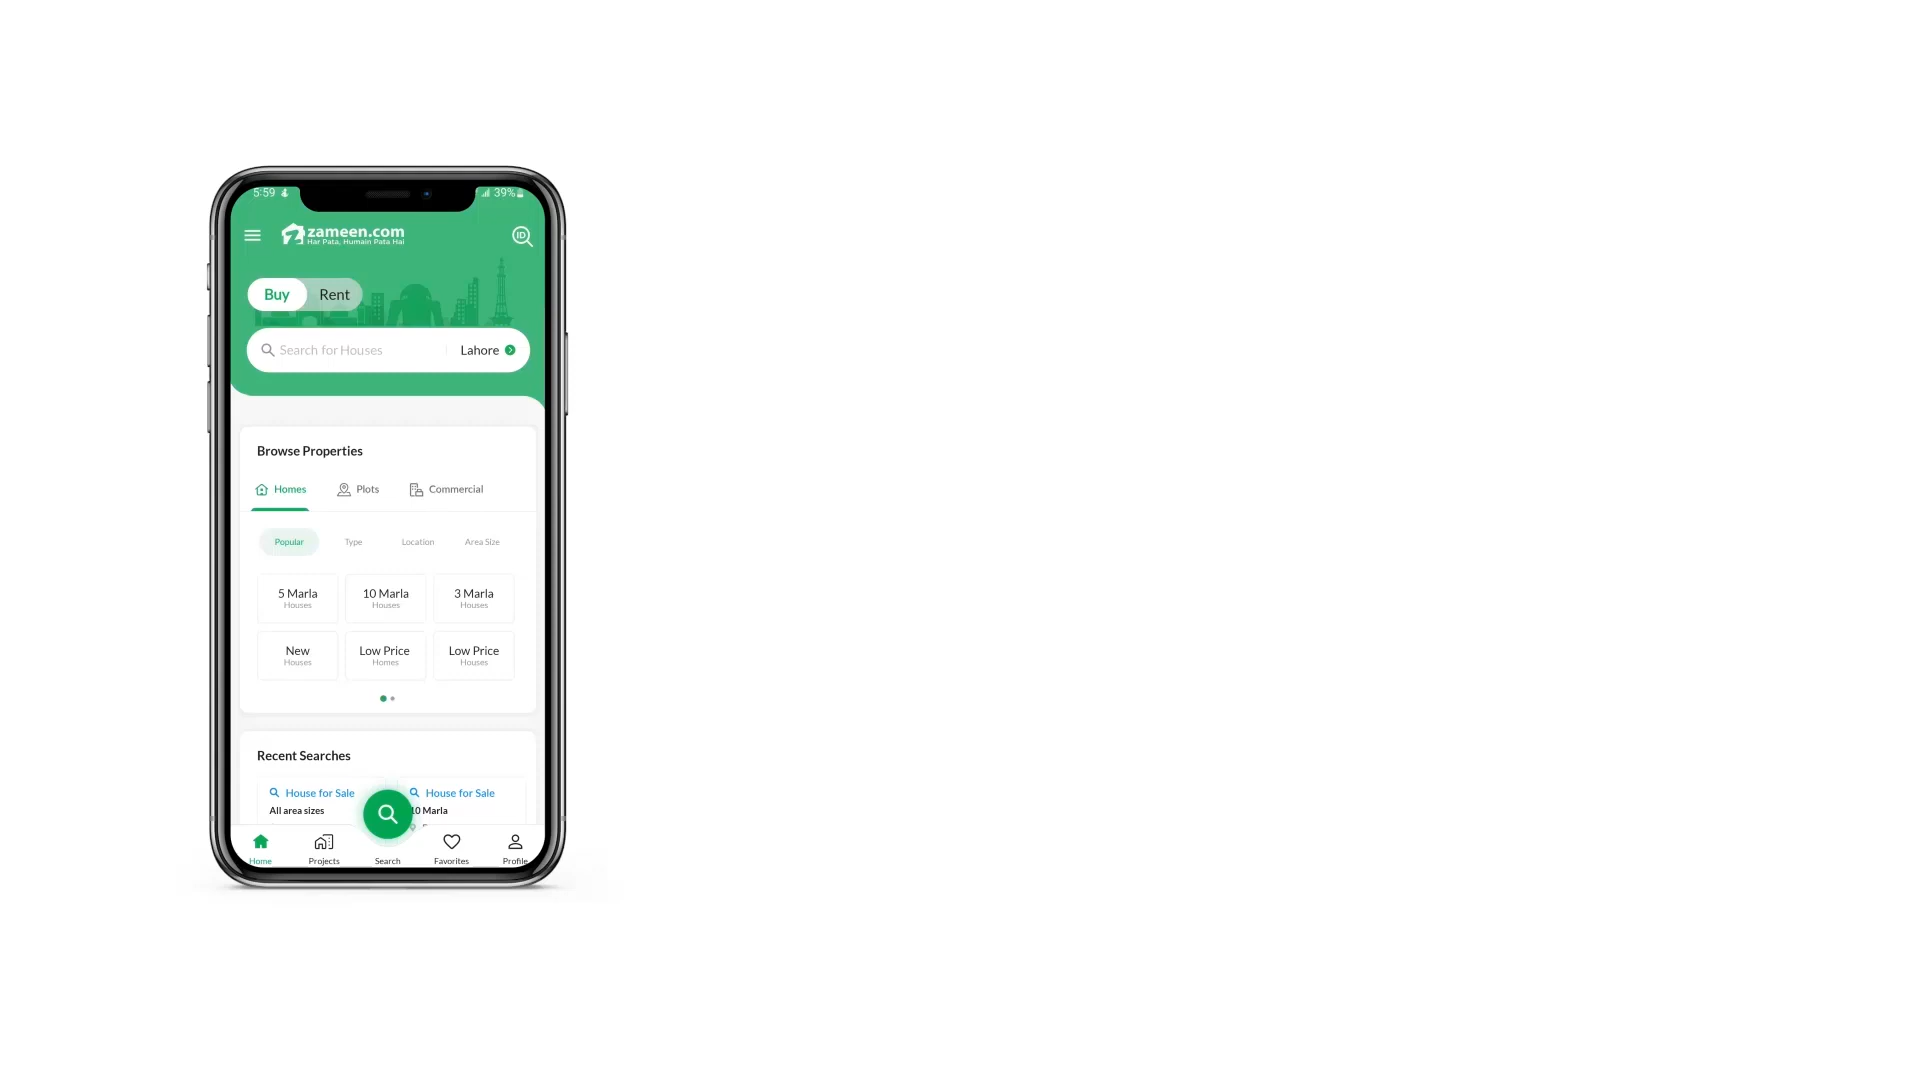 5:59
39%
zameen.com
Har Pata, Humain Pata Hai
ID
Buy Rent
Search for Houses Lahore
Browse Properties
Homes Plots Commercial
Popular Type Location Area Size
5 Marla 10 Marla 3 Marla
Houses Houses Houses
New Low Price Low Price
Houses Homes Houses
Recent Searches
House for Sale House for Sale
All area sizes 10 Marla
Home Projects Search Favorites Profile